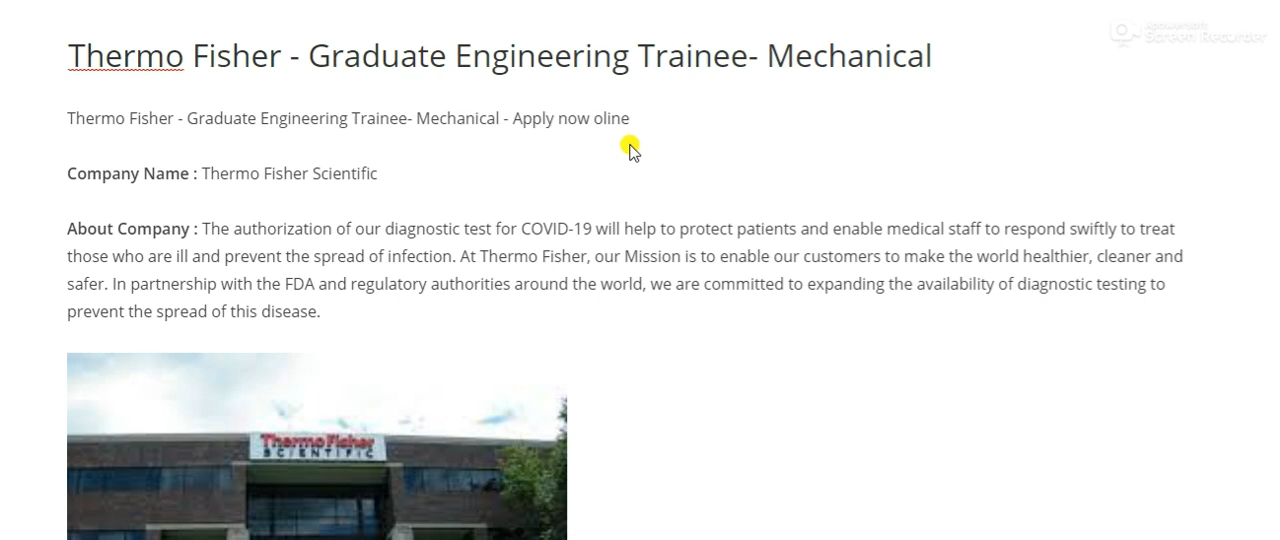 Apowersoft
Screen Recorder
Thermo Fisher - Graduate Engineering Trainee- Mechanical
Thermo Fisher - Graduate Engineering Trainee- Mechanical - Apply now oline
Company Name : Thermo Fisher Scientific
About Company : The authorization of our diagnostic test for COVID-19 will help to protect patients and enable medical staff to respond swiftly to treat
those who are ill and prevent the spread of infection. At Thermo Fisher, our Mission is to enable our customers to make the world healthier, cleaner and
safer. In partnership with the FDA and regulatory authorities around the world, we are committed to expanding the availability of diagnostic testing to
prevent the spread of this disease.
ThermoFisher
SCIENTIFIC